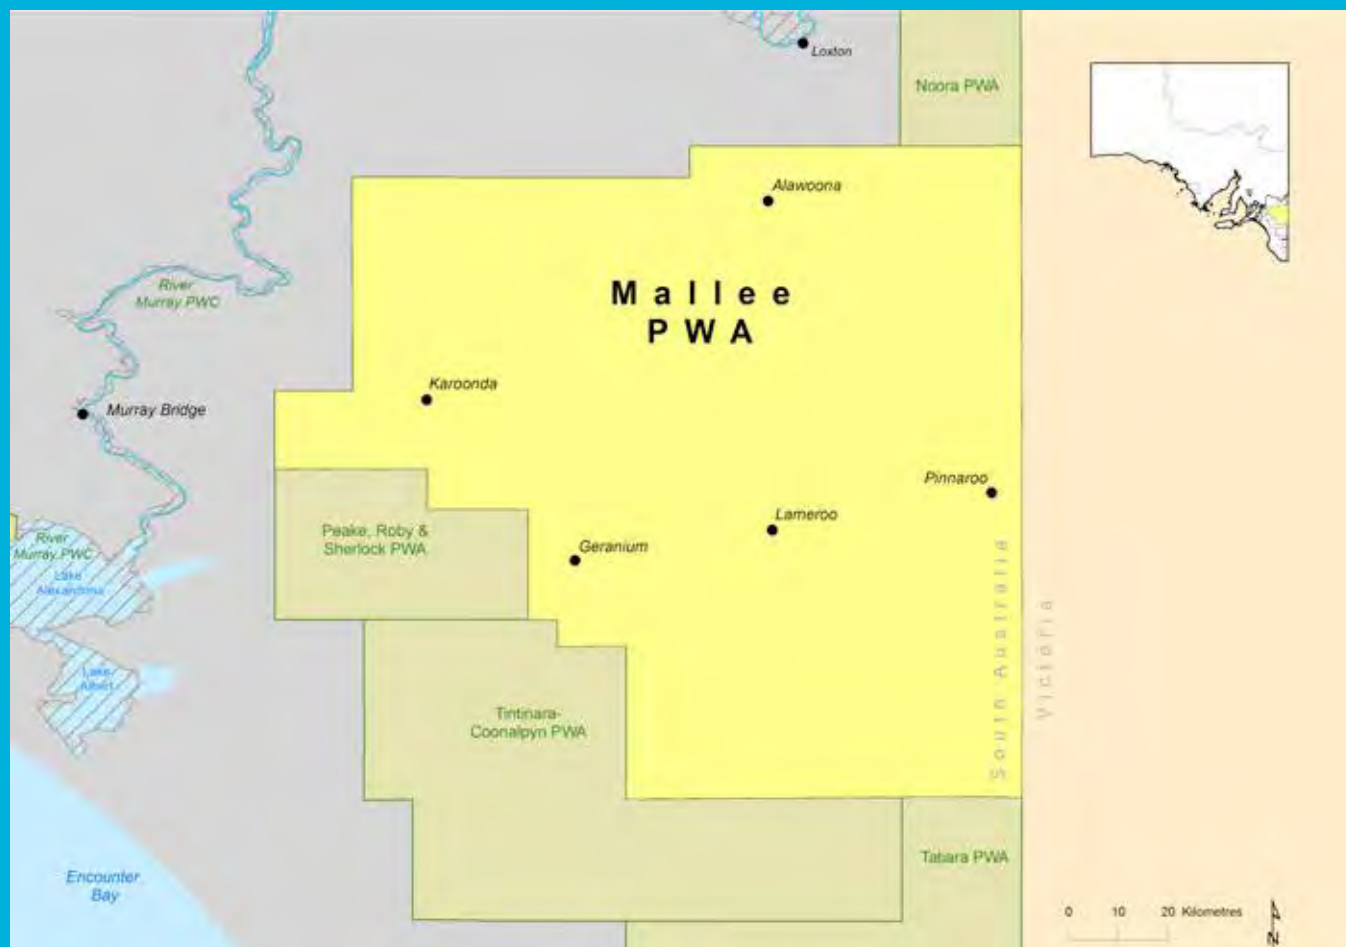 Loxton
Noora PWA
Alawoona
Mallee
PWA
River
Murray PWC
Karoonda
Murray Bridge
Pinnaroo
Lameroo
Peake, Roby &
Sherlock PWA
Geranium
River
Murray PWC
Lake
Alexandrina
South Australia
Victoria
Lake
Albert
Tintinara-
Coonalpyn PWA
Tatiara PWA
Encounter
Bay
0 10 20 Kilometres
N